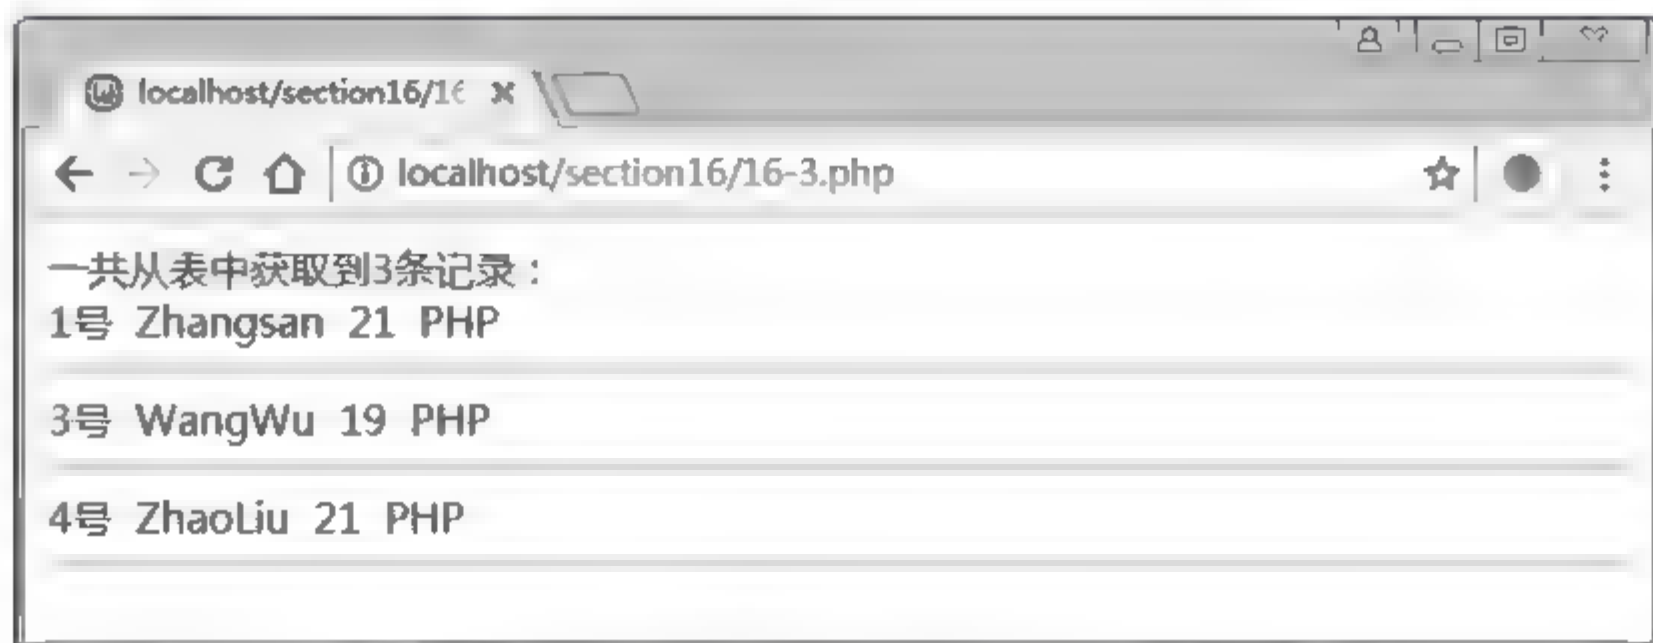 localhost/section16/16
localhost/section16/16-3.php
一共从表中获取到3条记录：
1号 Zhangsan 21 PHP
3号 WangWu 19 PHP
4号 ZhaoLiu 21 PHP